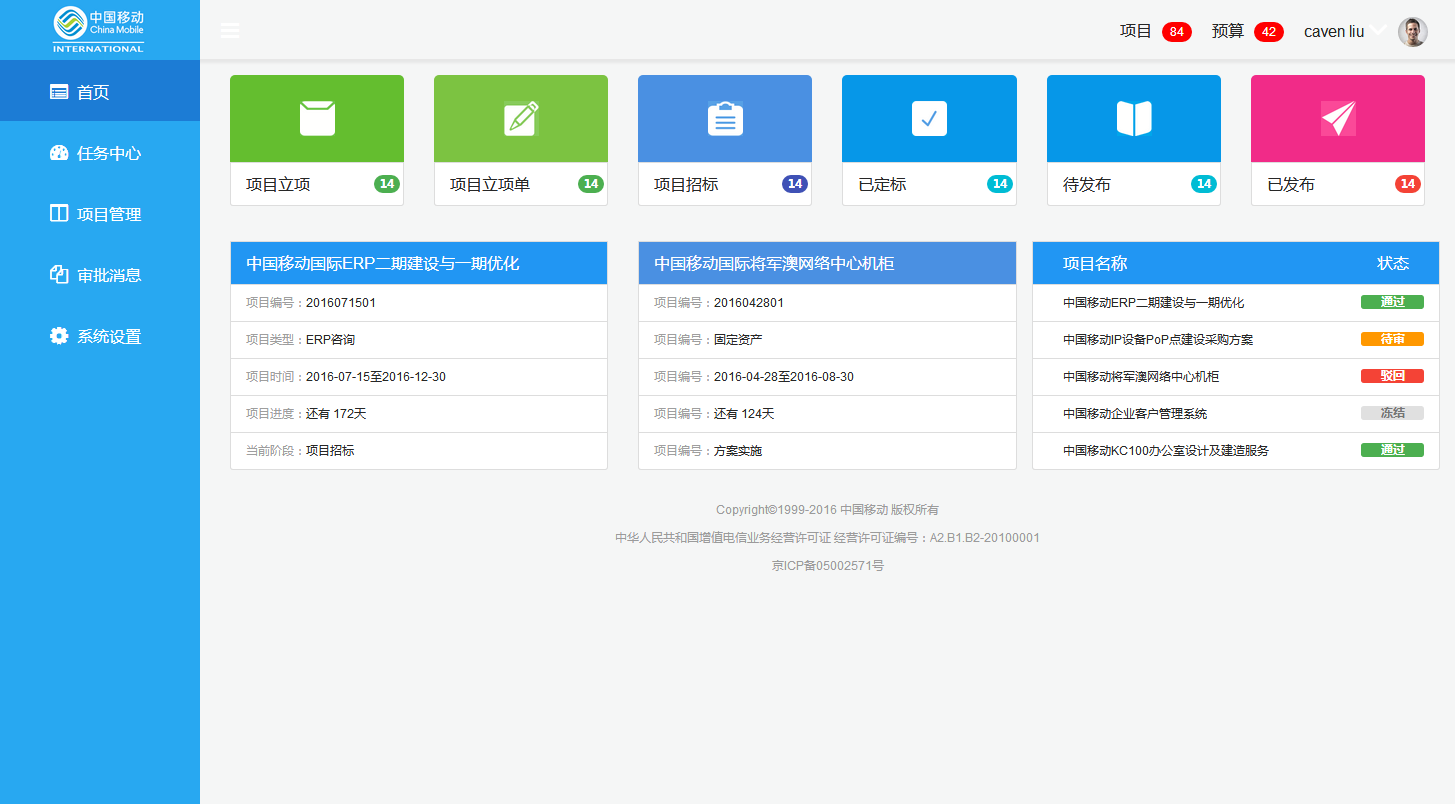 中国移动
China Mobile
INTERNATIONAL
项目 84 预算 42 caven liu
首页
任务中心
项目管理
审批消息
系统设置
项目立项 14
项目立项单 14
项目招标 14
已定标 14
待发布 14
已发布 14
中国移动国际ERP二期建设与一期优化
项目编号：2016071501
项目类型：ERP咨询
项目时间：2016-07-15至2016-12-30
项目进度：还有 172天
当前阶段：项目招标
中国移动国际将军澳网络中心机柜
项目编号：2016042801
项目编号：固定资产
项目编号：2016-04-28至2016-08-30
项目编号：还有 124天
项目编号：方案实施
项目名称 状态
中国移动ERP二期建设与一期优化 通过
中国移动IP设备PoP点建设采购方案 待审
中国移动将军澳网络中心机柜 驳回
中国移动企业客户管理系统 冻结
中国移动KC100办公室设计及建造服务 通过
Copyright©1999-2016 中国移动 版权所有
中华人民共和国增值电信业务经营许可证 经营许可证编号：A2.B1.B2-20100001
京ICP备05002571号